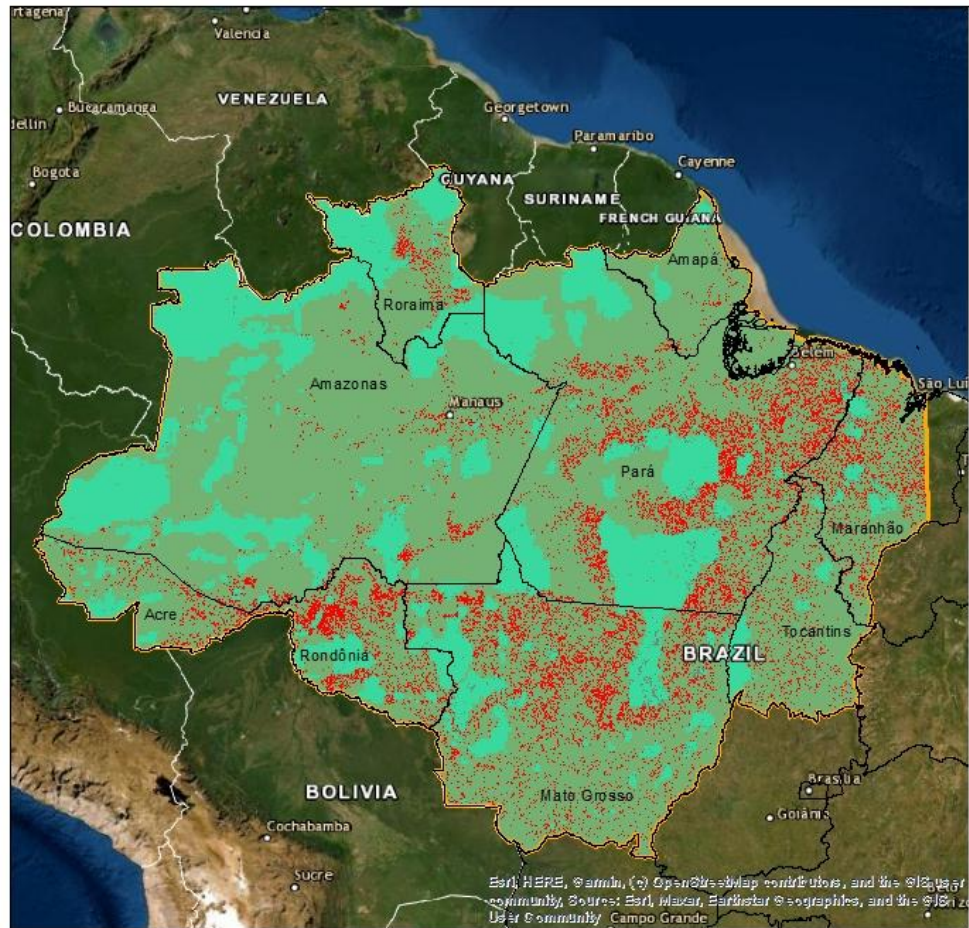 rtagena
Valencia
Bucaramanga
VENEZUELA
dellin
Georgetown
Paramaribo
Bogota
Cayenne
GUYANA
SURINAME
COLOMBIA
FRENCH GUIANA
Amapá
Roraima
Belém
Amazonas
São Luí
Manaus
Pará
Maranhão
Acre
Tocantins
Rondônia
BRAZIL
BOLIVIA
Brasília
Mato Grosso
Goiânia
Cochabamba
Sucre
Esri, HERE, Garmin, (c) OpenStreetMap contributors, and the GIS user
community, Source: Esri, Maxar, Earthstar Geographics, and the GIS
User Community
Campo Grande